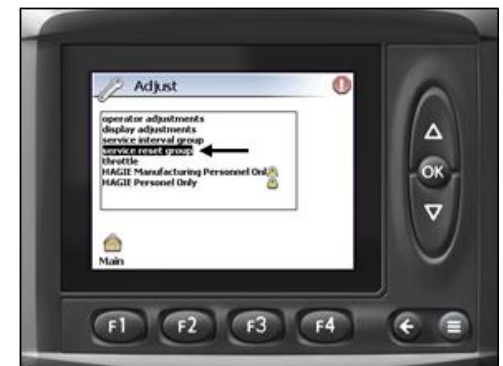 Adjust
operator adjustments
display adjustments
service interval group
service reset group
throttle
HAGIE Manufacturing Personnel Onl
HAGIE Personel Only
Main
OK
F1 F2 F3 F4